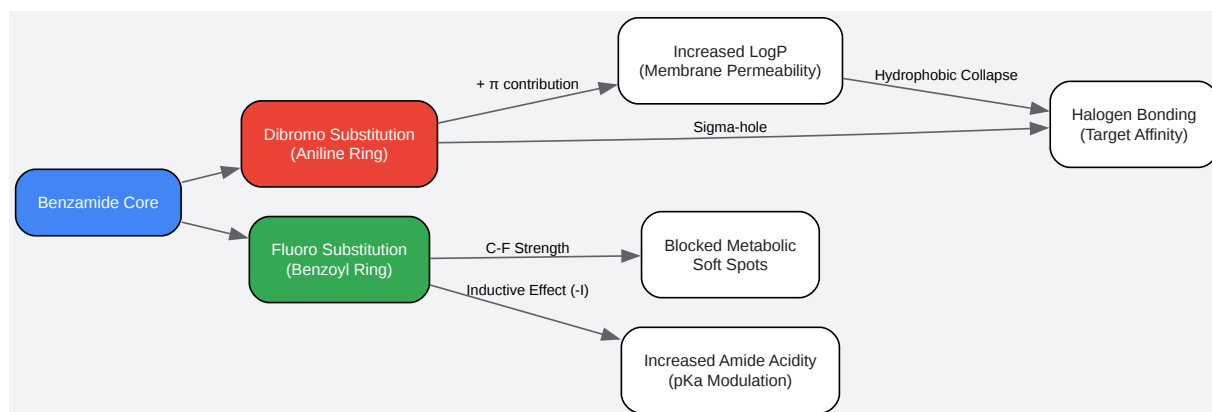 Benzamide Core
Dibromo Substitution
(Aniline Ring)
+ π contribution
Increased LogP
(Membrane Permeability)
Hydrophobic Collapse
Sigma-hole
Halogen Bonding
(Target Affinity)
Fluoro Substitution
(Benzoyl Ring)
C-F Strength
Blocked Metabolic
Soft Spots
Inductive Effect (-I)
Increased Amide Acidity
(pKa Modulation)